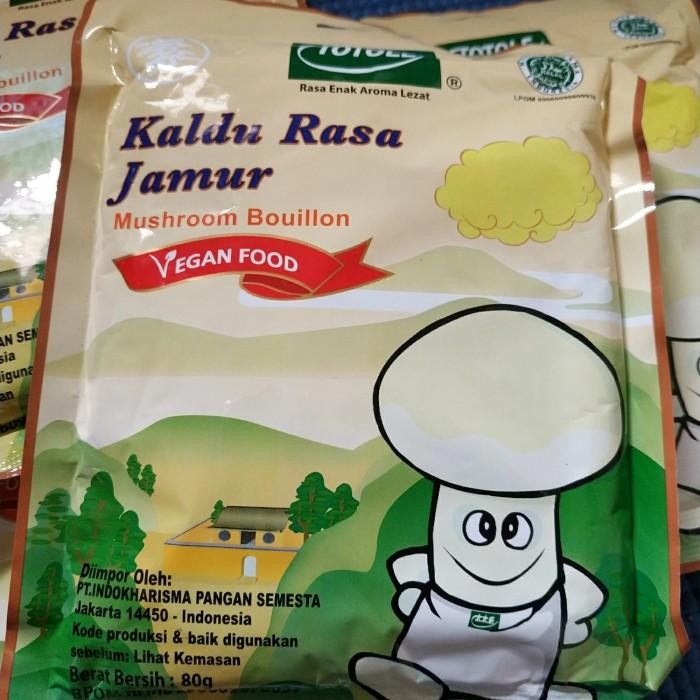 TOTOLE
Rasa Enak Aroma Lezat
®
Kaldu Rasa
Jamur
Mushroom Bouillon
VEGAN FOOD
Diimpor Oleh:
PT.INDOKHARISMA PANGAN SEMESTA
Jakarta 14450 - Indonesia
Kode produksi & baik digunakan
sebelum: Lihat Kemasan
Berat Bersih : 80g
TOTOLE